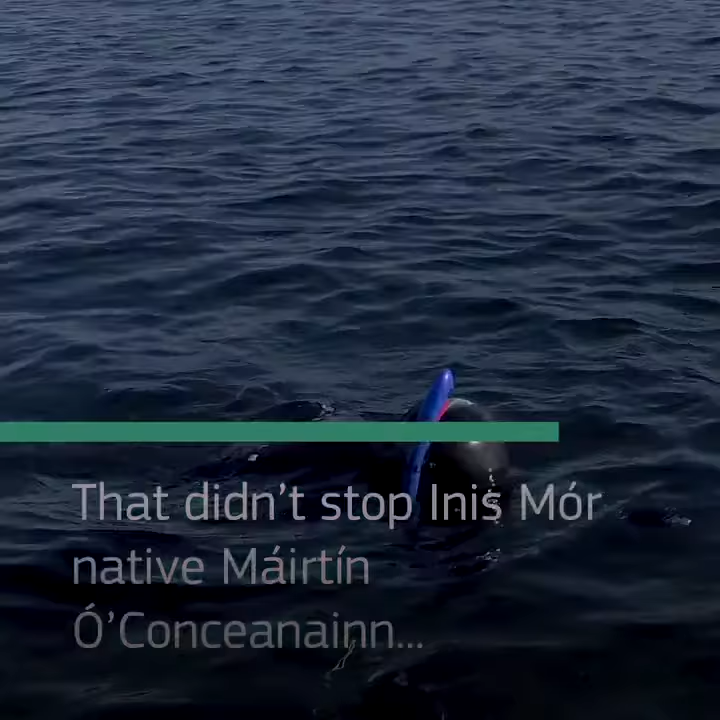 That didn’t stop Inis Mór
native Máirtín
Ó’Conceanainn...